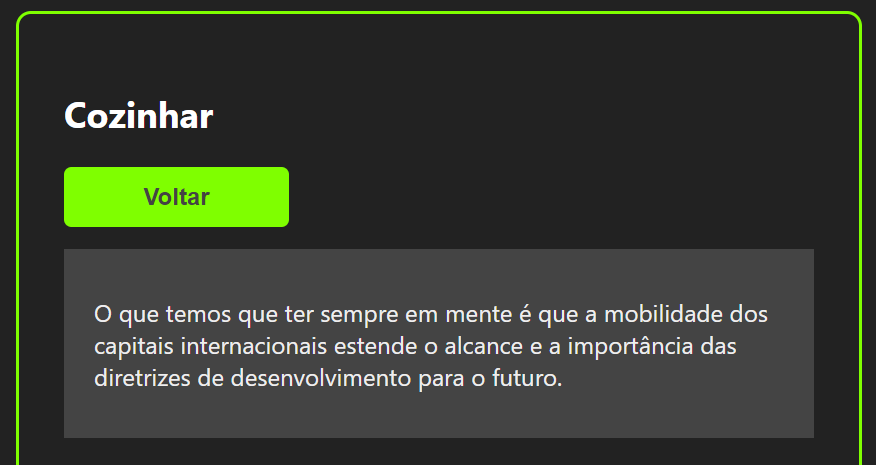 Cozinhar
Voltar
O que temos que ter sempre em mente é que a mobilidade dos
capitais internacionais estende o alcance e a importância das
diretrizes de desenvolvimento para o futuro.